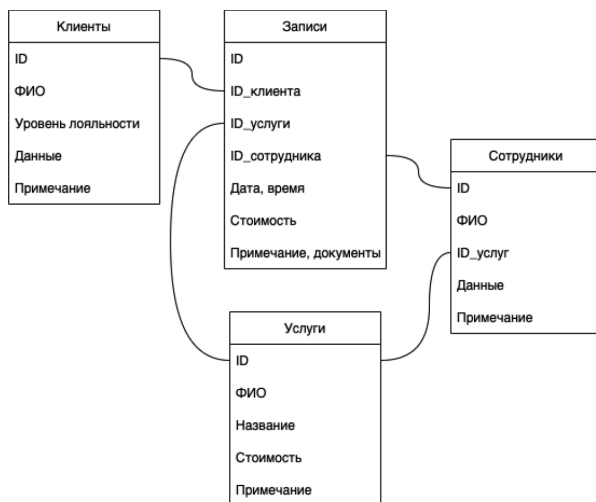 Клиенты
ID
ФИО
Уровень лояльности
Данные
Примечание
Записи
ID
ID_клиента
ID_услуги
ID_сотрудника
Дата, время
Стоимость
Примечание, документы
Сотрудники
ID
ФИО
ID_услуг
Данные
Примечание
Услуги
ID
ФИО
Название
Стоимость
Примечание